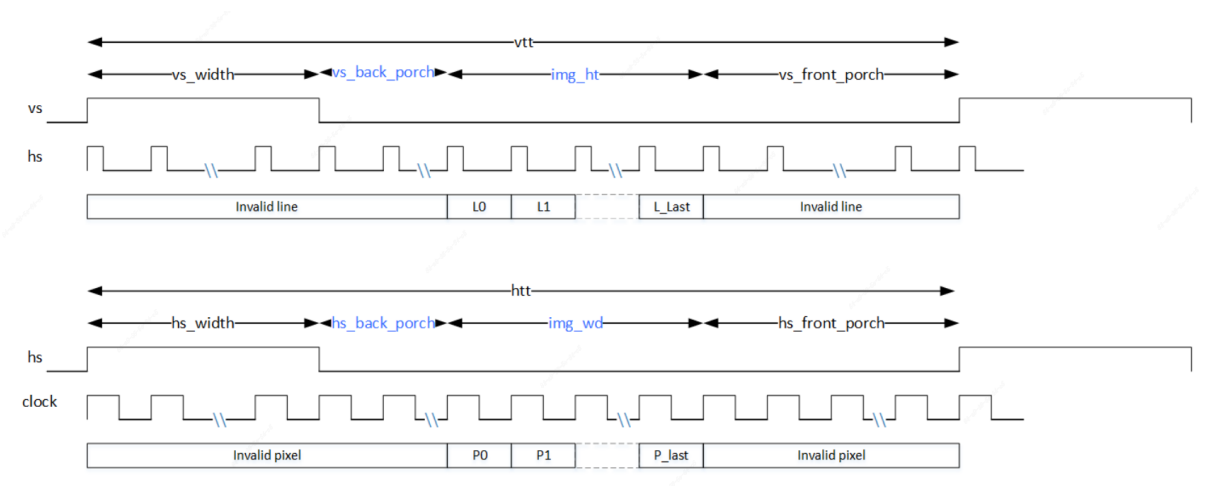 vtt
vs_width vs_back_porch img_ht vs_front_porch
vs
hs
Invalid line L0 L1 L_Last Invalid line
htt
hs_width hs_back_porch img_wd hs_front_porch
hs
clock
Invalid pixel P0 P1 P_last Invalid pixel